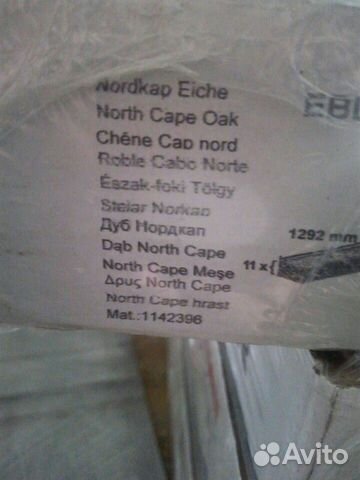 Nordkap Eiche
North Cape Oak
Chêne Cap nord
Roble Cabo Norte
Észak-foki Tölgy
Stejar Norkap
Дуб Нордкап
Dąb North Cape
North Cape Meşe
Δρυς North Cape
North Cape hrast
Mat.:1142396
1292 mm
11 x
Avito